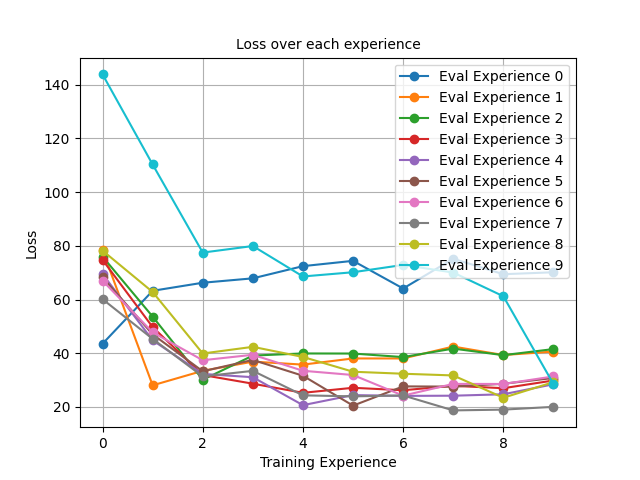 Loss over each experience
Eval Experience 0
Eval Experience 1
Eval Experience 2
Eval Experience 3
Eval Experience 4
Eval Experience 5
Eval Experience 6
Eval Experience 7
Eval Experience 8
Eval Experience 9
Loss
140
120
100
80
60
40
20
0 2 4 6 8
Training Experience